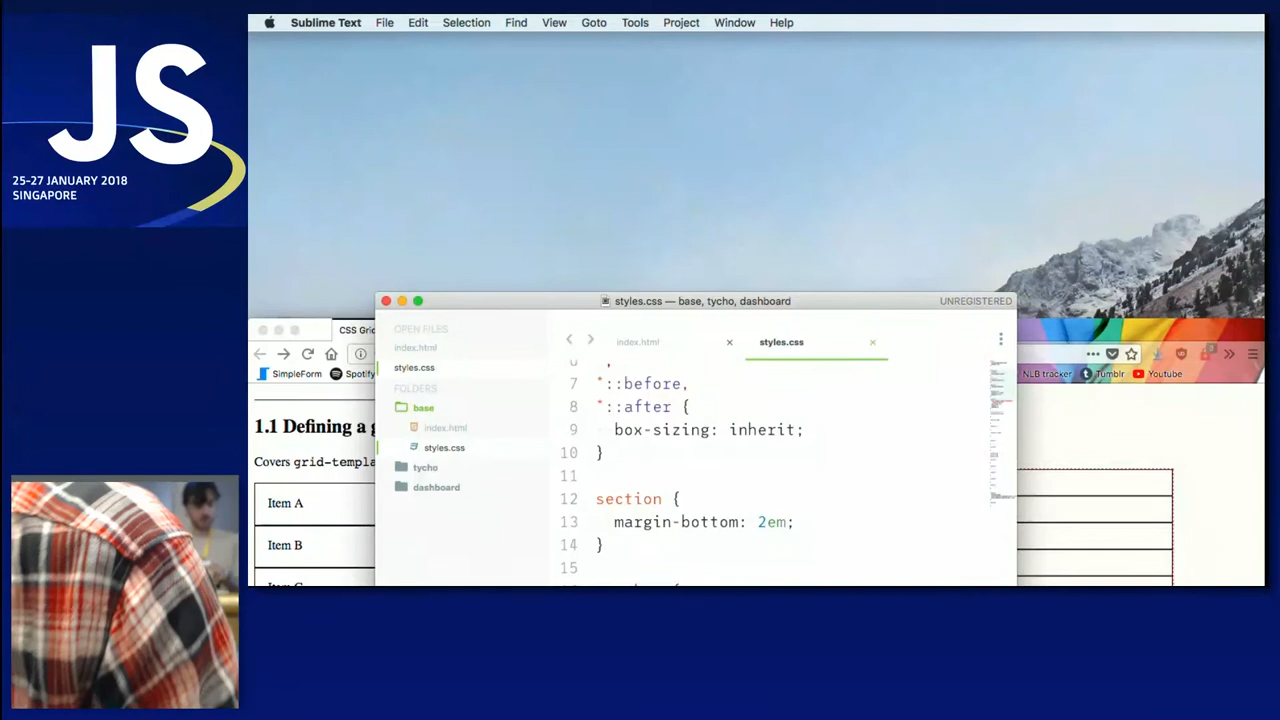 JS
25-27 JANUARY 2018
SINGAPORE
Sublime Text File Edit Selection Find View Goto Tools Project Window Help
styles.css — base, tycho, dashboard
UNREGISTERED
OPEN FILES
index.html
styles.css
FOLDERS
base
index.html
styles.css
tycho
dashboard
index.html ×
styles.css ×
7 *::before,
8 *::after {
9 box-sizing: inherit;
10 }
11
12 section {
13 margin-bottom: 2em;
14 }
15
CSS Gri
SimpleForm
Spotify
NLB tracker
Tumblr
Youtube
1.1 Defining a g
Covers grid-templa
Item A
Item B